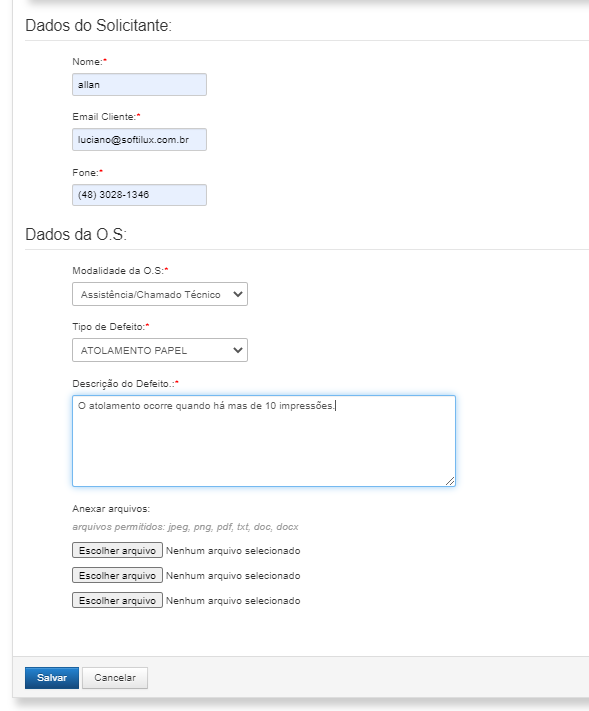 Dados do Solicitante:
Nome:*
allan
Email Cliente:*
luciano@softilux.com.br
Fone:*
(48) 3028-1346
Dados da O.S:
Modalidade da O.S:*
Assistência/Chamado Técnico
Tipo de Defeito:*
ATOLAMENTO PAPEL
Descrição do Defeito.:*
O atolamento ocorre quando há mas de 10 impressões.
Anexar arquivos:
arquivos permitidos: jpeg, png, pdf, txt, doc, docx
Escolher arquivo Nenhum arquivo selecionado
Escolher arquivo Nenhum arquivo selecionado
Escolher arquivo Nenhum arquivo selecionado
Salvar Cancelar